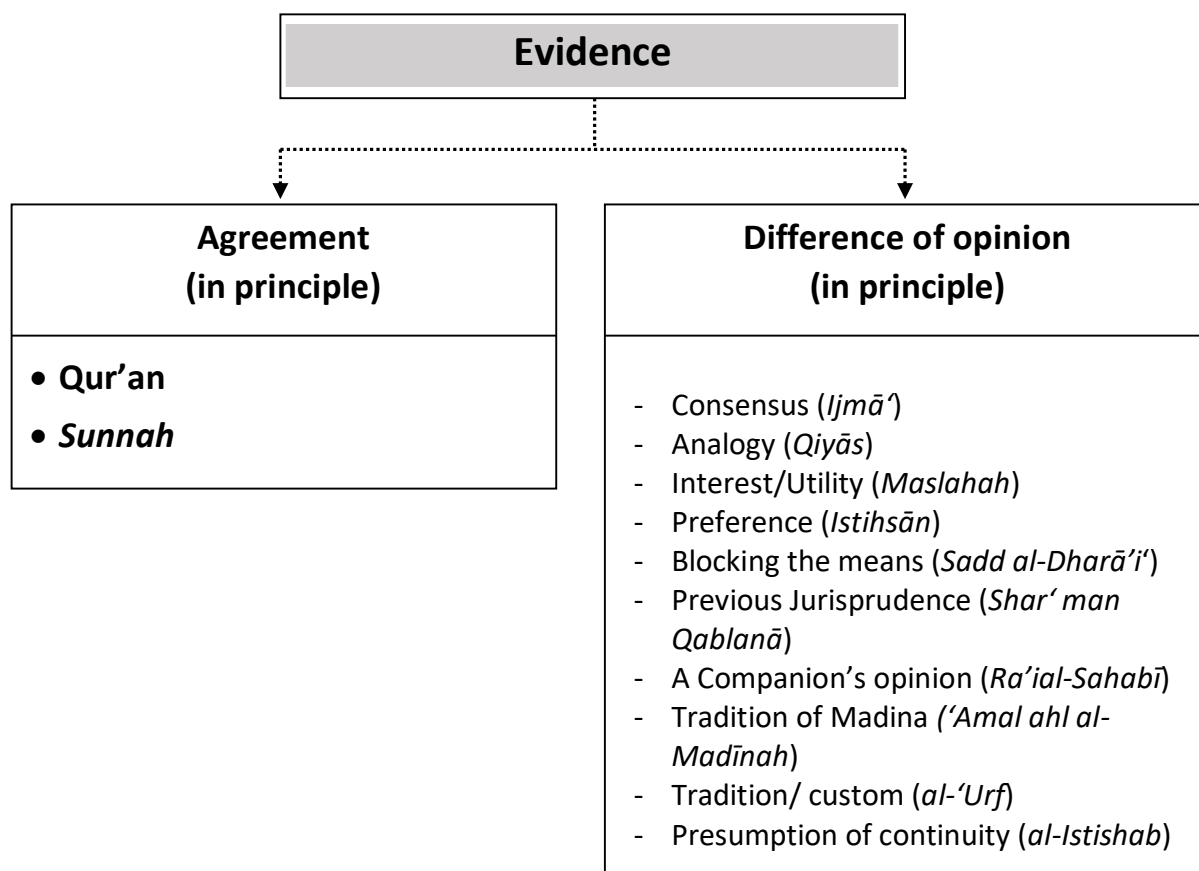 Evidence
Agreement
(in principle)
• Qur’an
• Sunnah
Difference of opinion
(in principle)
- Consensus (Ijmā‘)
- Analogy (Qiyās)
- Interest/Utility (Maslahah)
- Preference (Istihsān)
- Blocking the means (Sadd al-Dharā’i‘)
- Previous Jurisprudence (Shar‘ man
Qablanā)
- A Companion’s opinion (Ra’ial-Sahabī)
- Tradition of Madina (‘Amal ahl al-
Madīnah)
- Tradition/ custom (al-‘Urf)
- Presumption of continuity (al-Istishab)